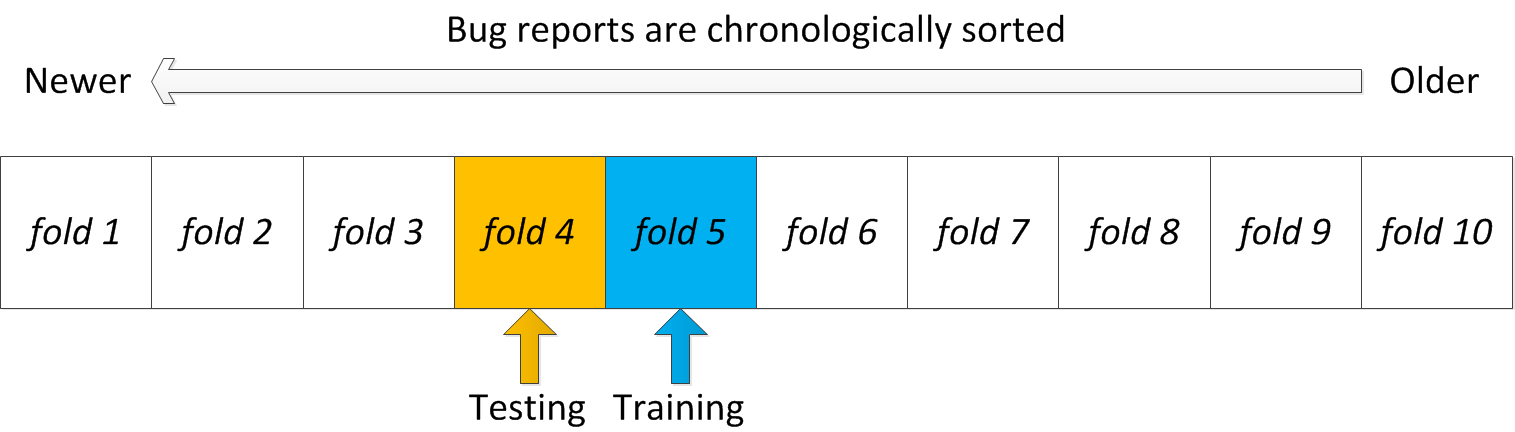 Bug reports are chronologically sorted
Newer Older
fold 1 fold 2 fold 3 fold 4 fold 5 fold 6 fold 7 fold 8 fold 9 fold 10
Testing Training